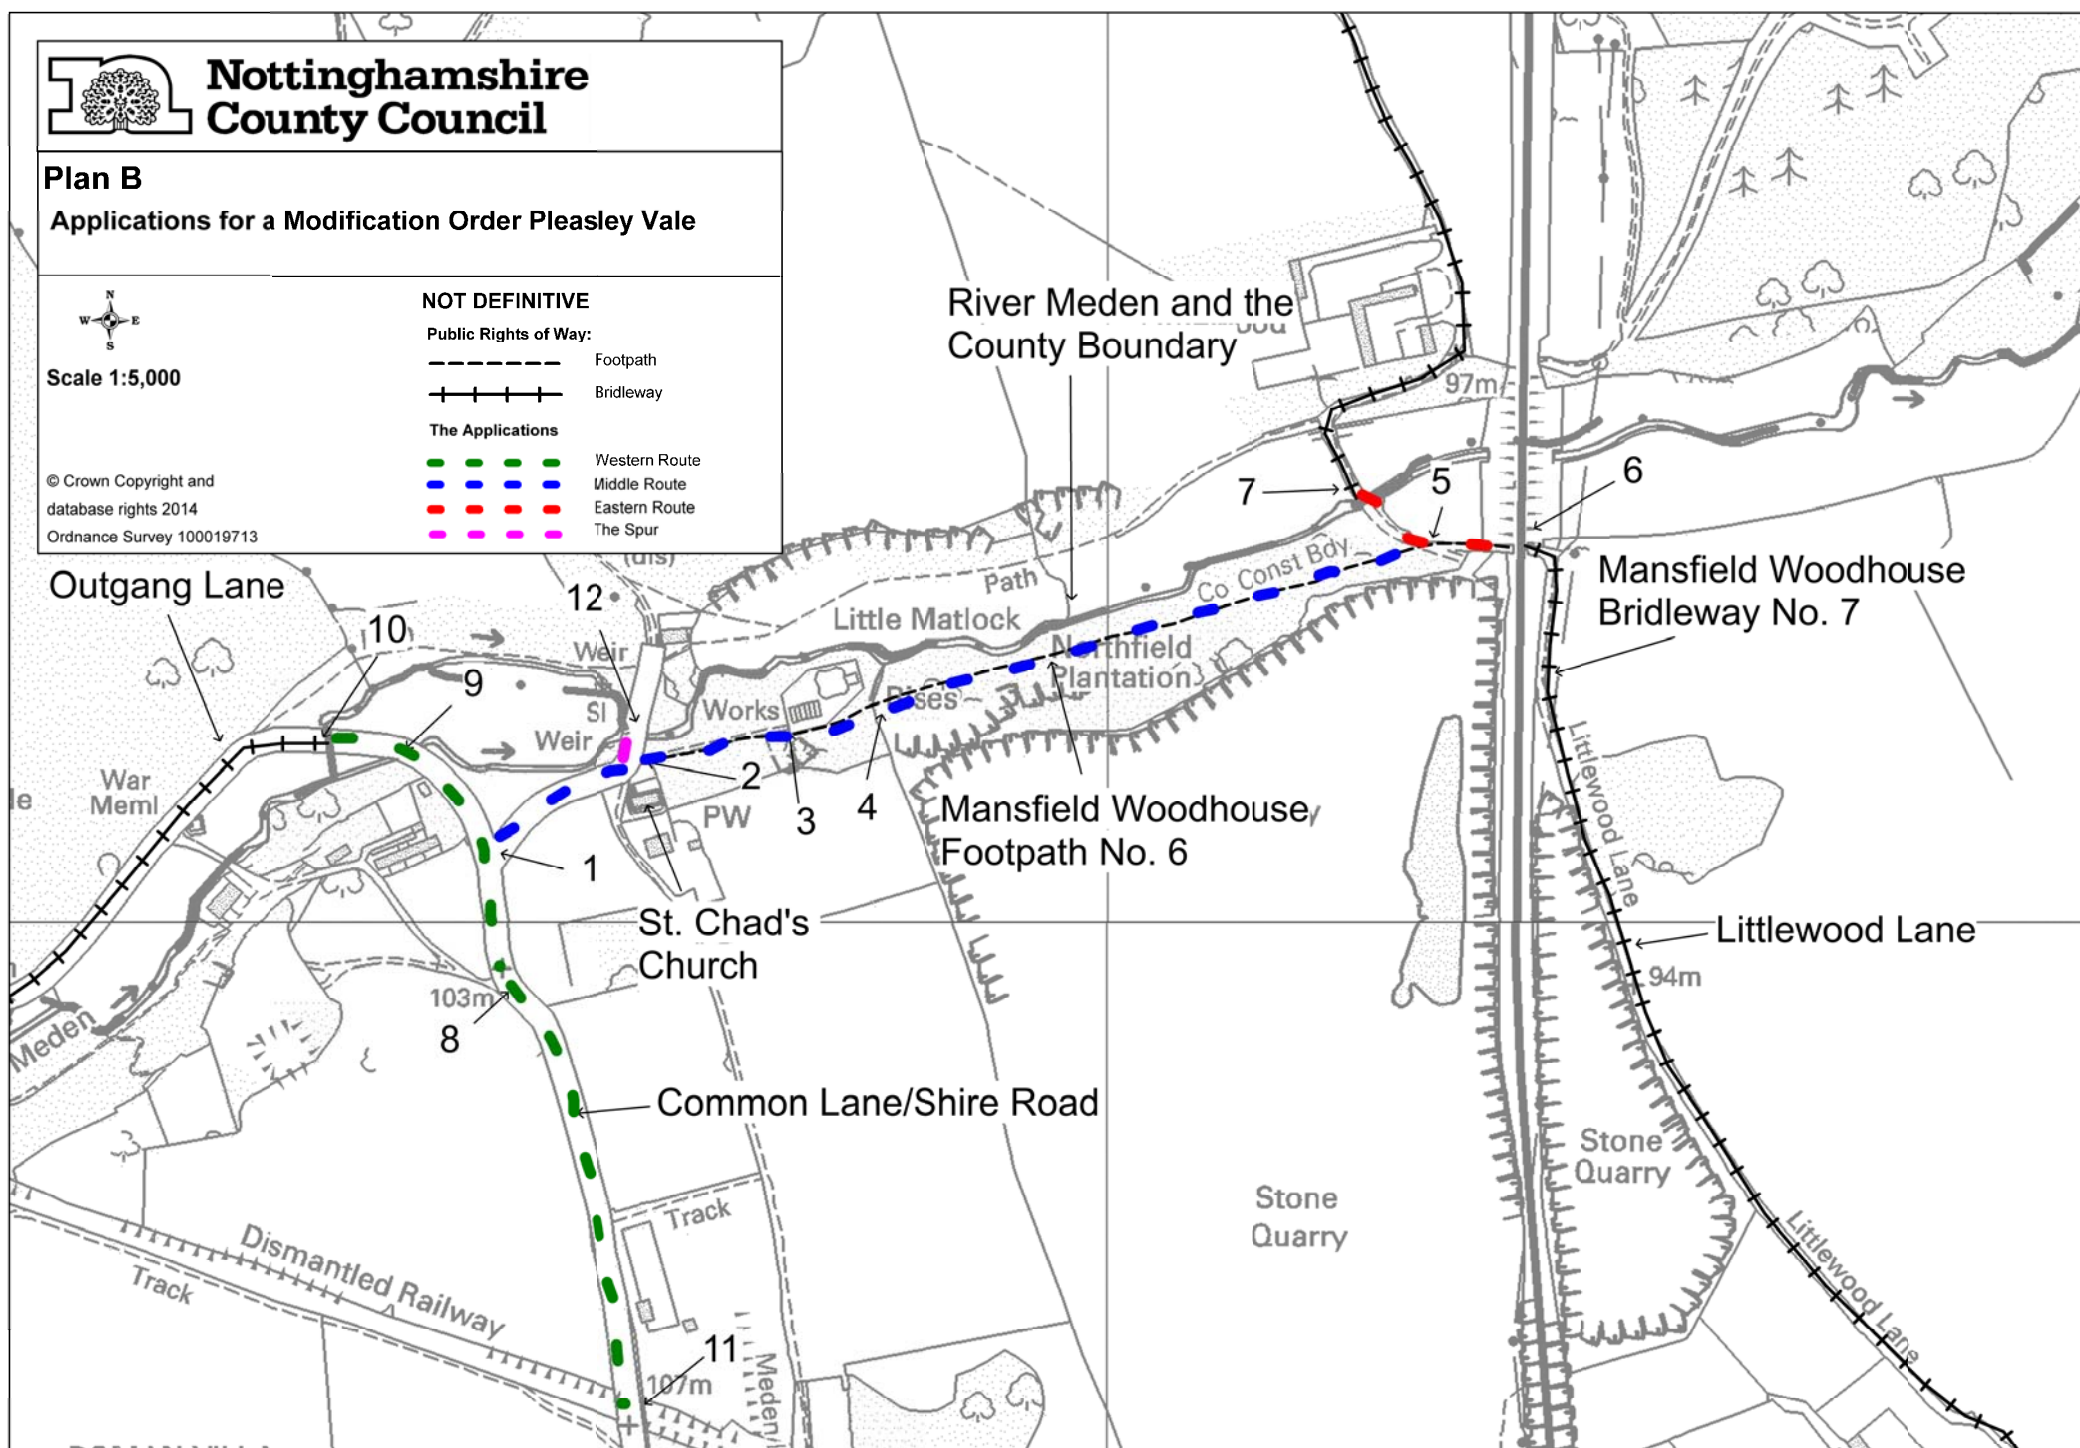 Nottinghamshire
County Council
Plan B
Applications for a Modification Order Pleasley Vale
N
W E
S
Scale 1:5,000
© Crown Copyright and
database rights 2014
Ordnance Survey 100019713
NOT DEFINITIVE
Public Rights of Way:
Footpath
Bridleway
The Applications
Western Route
Middle Route
Eastern Route
The Spur
(dis)
River Meden and the
County Boundary
97m
7
5
6
Outgang Lane
12
10
9
Weir
Sl
Weir
Works
Little Matlock
Path
Co Const Bdy
Northfield
Plantation
Rises
War
Meml
2
3
4
PW
1
Mansfield Woodhouse
Footpath No. 6
Mansfield Woodhouse
Bridleway No. 7
Littlewood Lane
St. Chad's
Church
Littlewood Lane
94m
103m
8
Meden
Common Lane/Shire Road
Stone
Quarry
Stone
Quarry
Track
Dismantled Railway
Track
11
107m
Meden
Littlewood Lane